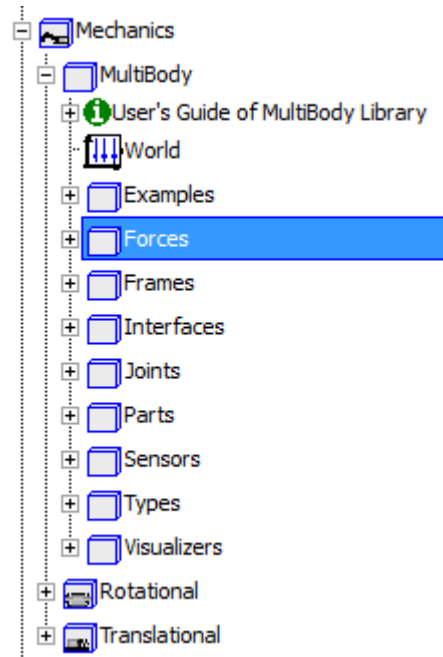 Mechanics
MultiBody
User's Guide of MultiBody Library
World
Examples
Forces
Frames
Interfaces
Joints
Parts
Sensors
Types
Visualizers
Rotational
Translational